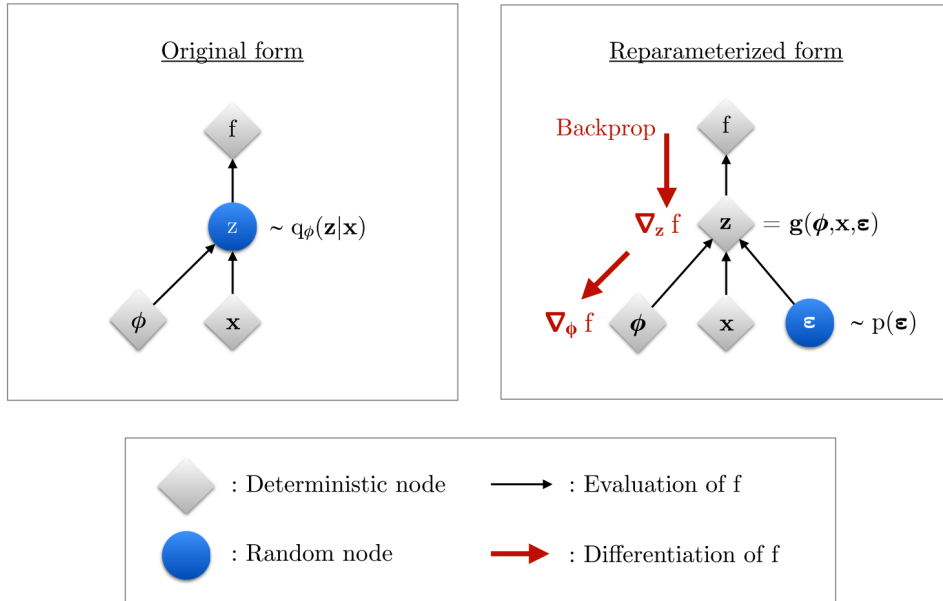 Original form
f
z ~ qϕ(z|x)
ϕ x
Reparameterized form
Backprop f
∇z f z = g(ϕ,x,ε)
∇ϕ f ϕ x ε ~ p(ε)
: Deterministic node
: Evaluation of f
: Random node
: Differentiation of f